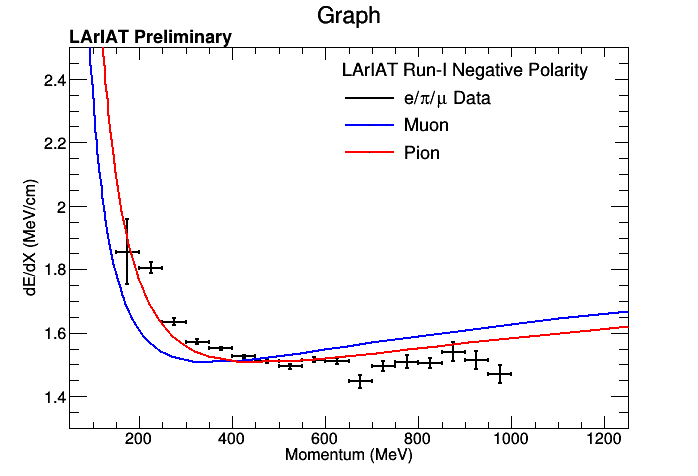 Graph
LArIAT Preliminary
LArIAT Run-I Negative Polarity
e/π/μ Data
Muon
Pion
dE/dX (MeV/cm)
2.4
2.2
2
1.8
1.6
1.4
200
400
600
800
1000
1200
Momentum (MeV)